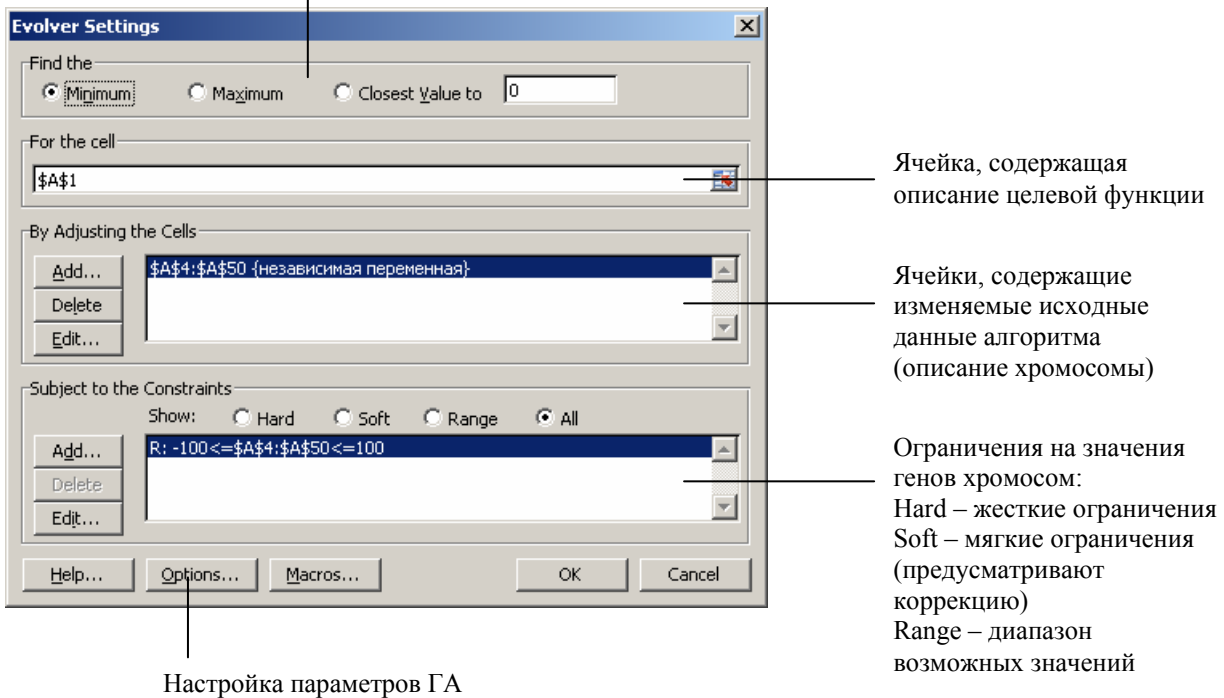 Evolver Settings
Find the
Minimum
Maximum
Closest Value to
0
For the cell
$A$1
Ячейка, содержащая
описание целевой функции
By Adjusting the Cells
Add...
Delete
Edit...
$A$4:$A$50 {независимая переменная}
Ячейки, содержащие
изменяемые исходные
данные алгоритма
(описание хромосомы)
Subject to the Constraints
Show:
Hard
Soft
Range
All
Add...
Delete
Edit...
R: -100<=$A$4:$A$50<=100
Ограничения на значения
генов хромосом:
Hard – жесткие ограничения
Soft – мягкие ограничения
(предусматривают
коррекцию)
Range – диапазон
возможных значений
Help...
Options...
Macros...
OK
Cancel
Настройка параметров ГА